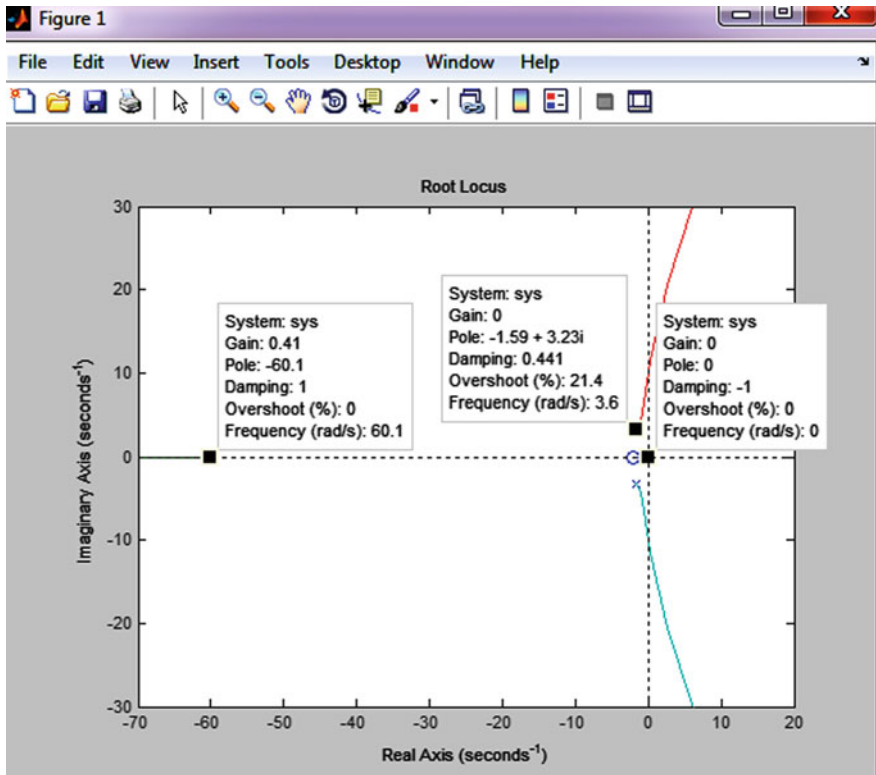 Figure 1
File Edit View Insert Tools Desktop Window Help
Root Locus
30
20
10
0
-10
-20
-30
Imaginary Axis (seconds⁻¹)
System: sys
Gain: 0.41
Pole: -60.1
Damping: 1
Overshoot (%): 0
Frequency (rad/s): 60.1
System: sys
Gain: 0
Pole: -1.59 + 3.23i
Damping: 0.441
Overshoot (%): 21.4
Frequency (rad/s): 3.6
System: sys
Gain: 0
Pole: 0
Damping: -1
Overshoot (%): 0
Frequency (rad/s): 0
-70 -60 -50 -40 -30 -20 -10 0 10 20
Real Axis (seconds⁻¹)